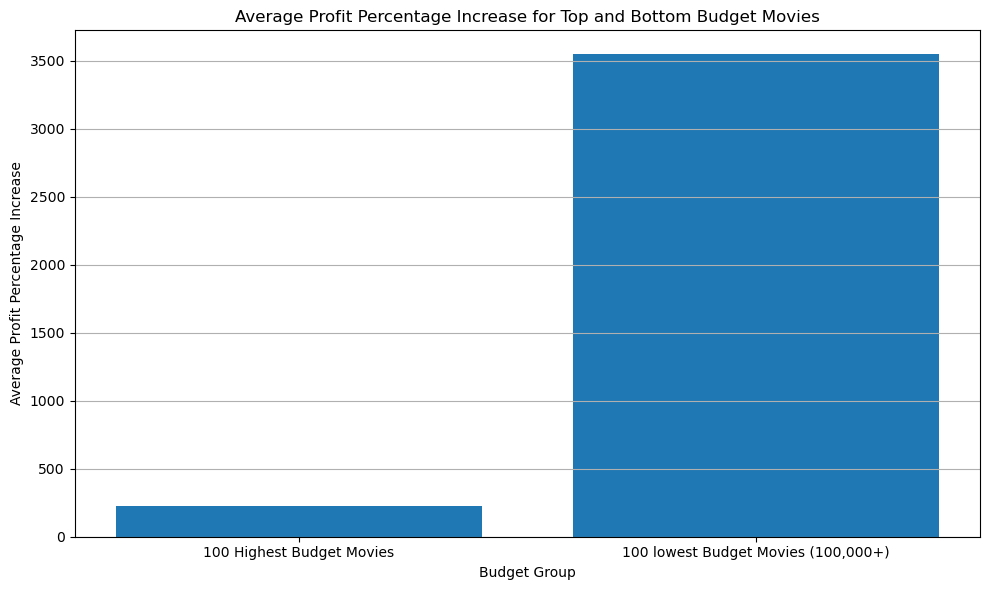 Average Profit Percentage Increase for Top and Bottom Budget Movies
Average Profit Percentage Increase
3500
3000
2500
2000
1500
1000
500
0
100 Highest Budget Movies
100 lowest Budget Movies (100,000+)
Budget Group